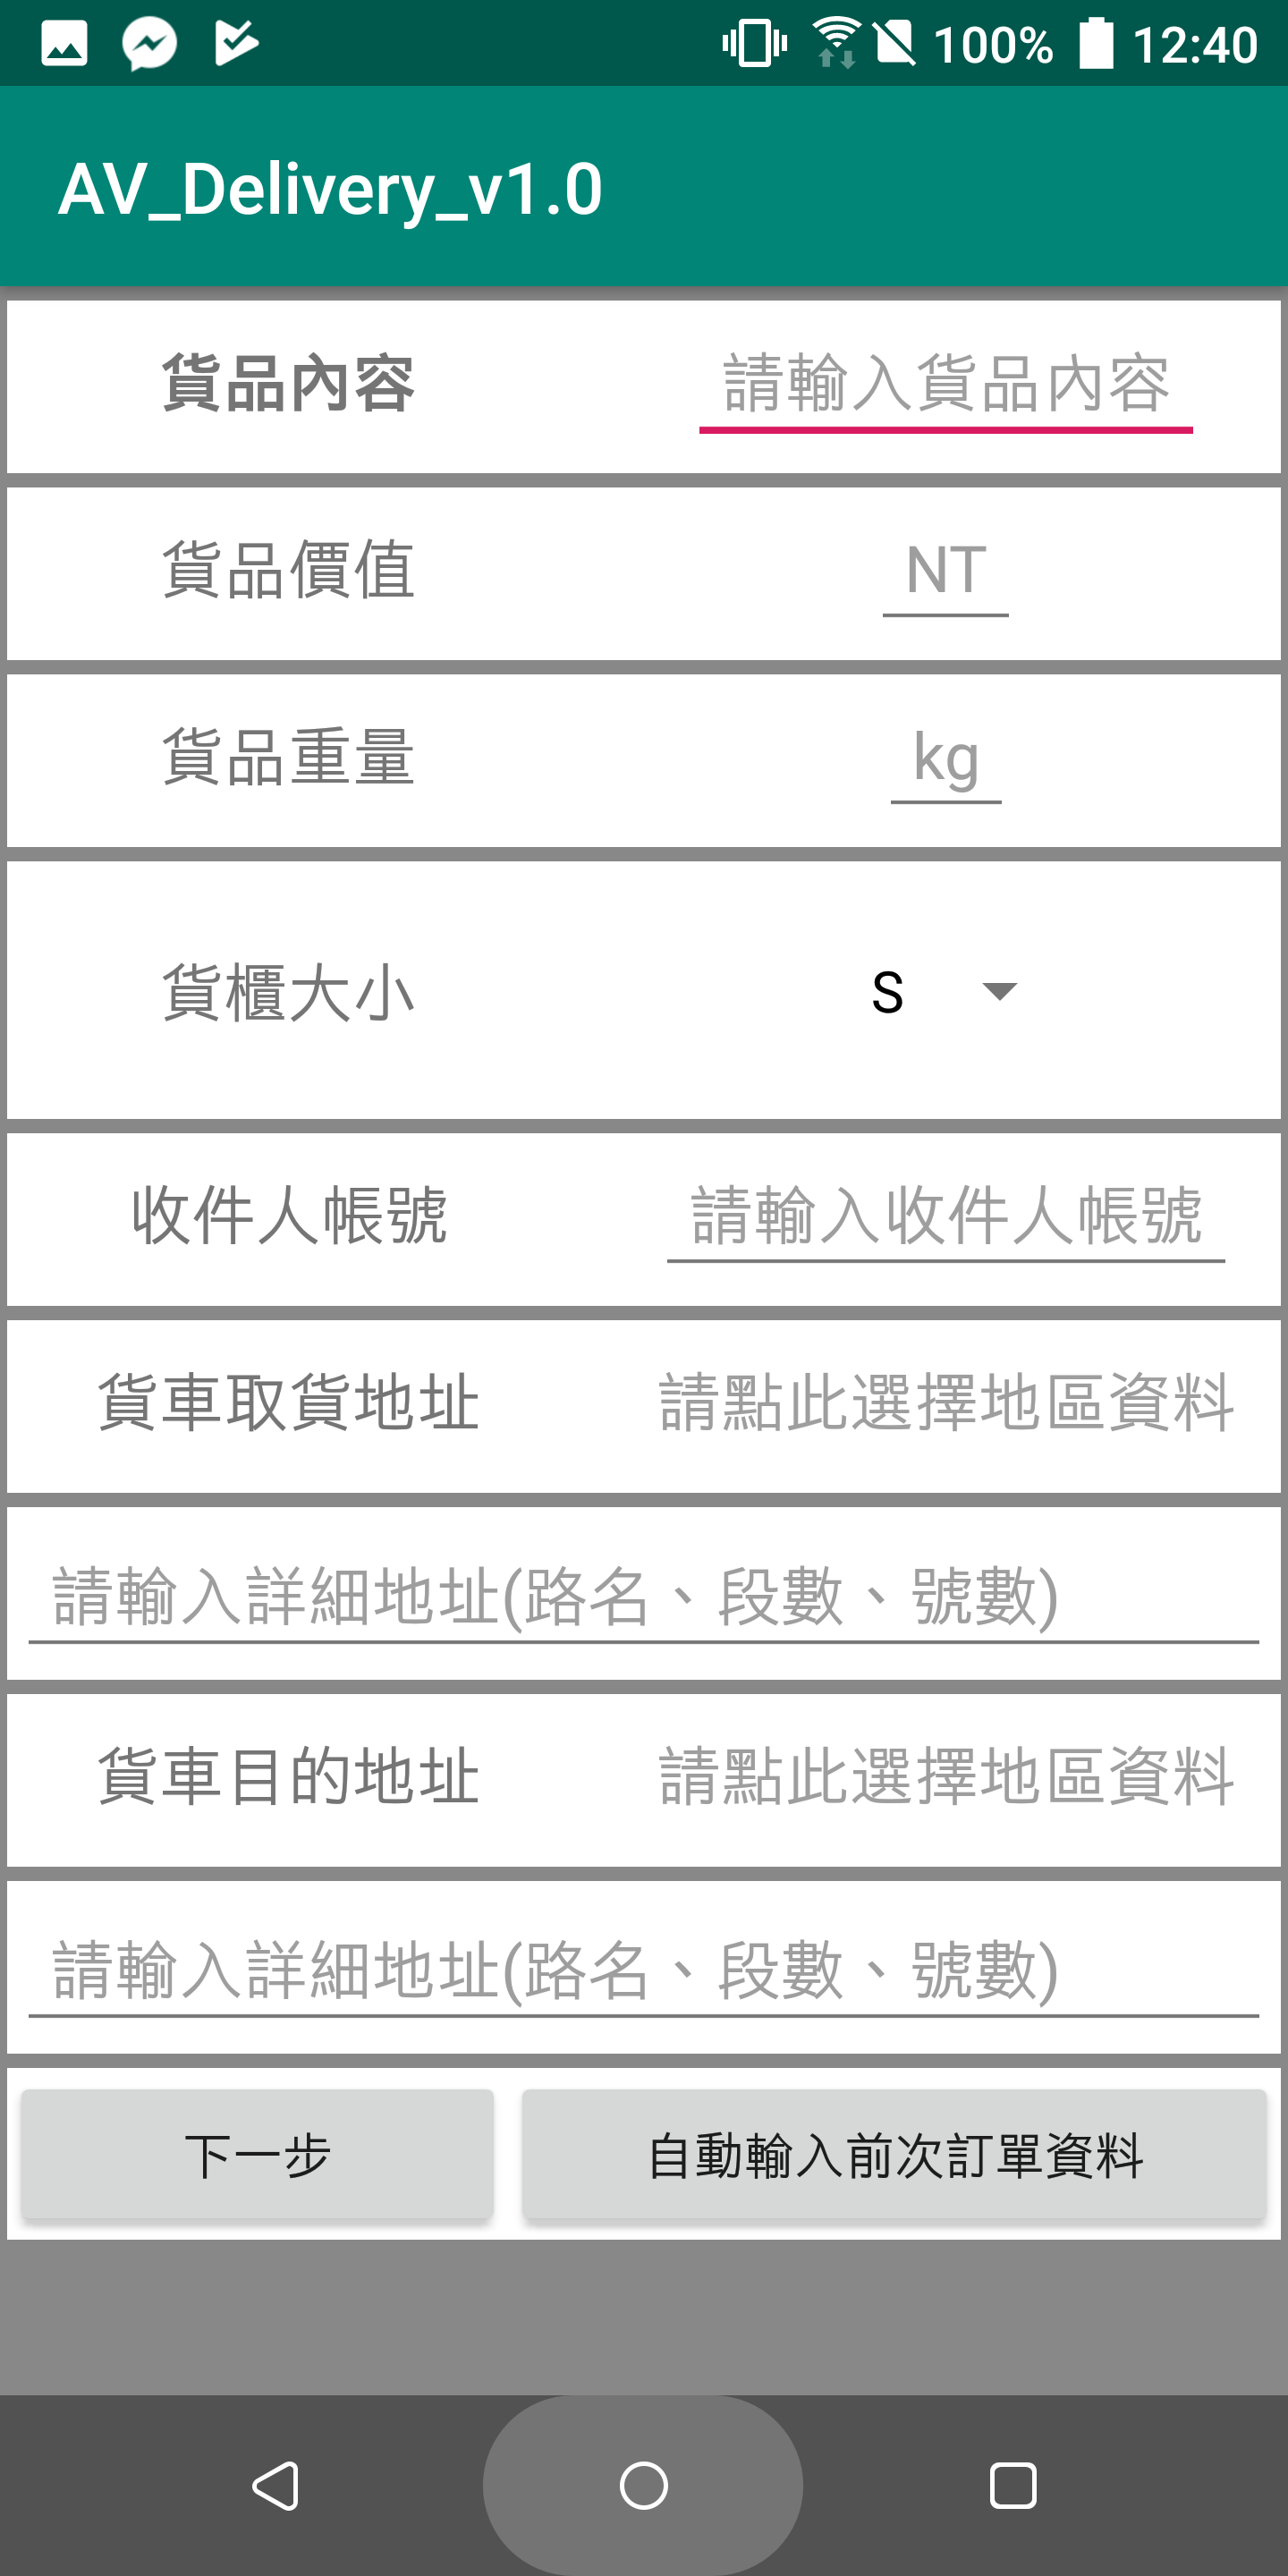 100% 12:40
AV_Delivery_v1.0
貨品內容 請輸入貨品內容
貨品價值 NT
貨品重量 kg
貨櫃大小 S
收件人帳號 請輸入收件人帳號
貨車取貨地址 請點此選擇地區資料
請輸入詳細地址(路名、段數、號數)
貨車目的地址 請點此選擇地區資料
請輸入詳細地址(路名、段數、號數)
下一步 自動輸入前次訂單資料